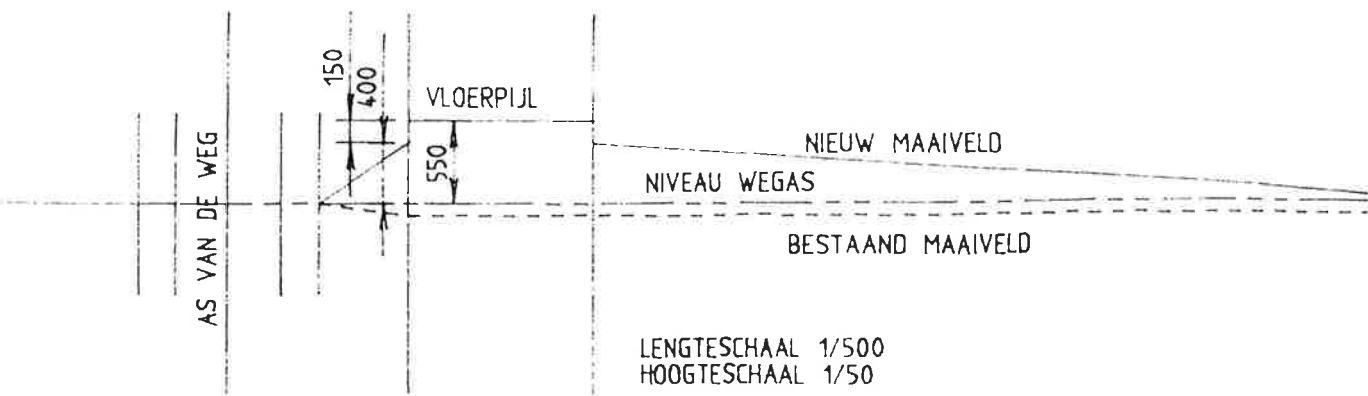 150
400
VLOERPIJL
550
NIEUW MAAIVELD
NIVEAU WEGAS
AS VAN DE WEG
BESTAAND MAAIVELD
LENGTESCHAAL 1/500
HOOGTESCHAAL 1/50